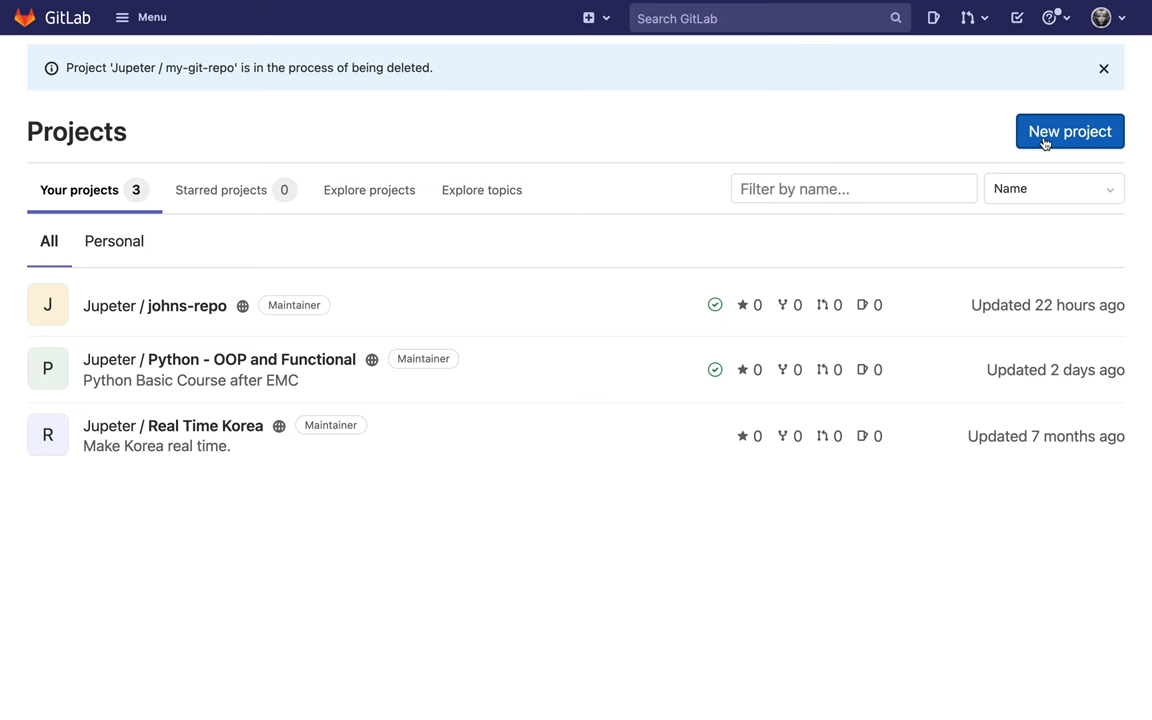 GitLab Menu Search GitLab
Project 'Jupeter / my-git-repo' is in the process of being deleted.
Projects
New project
Your projects 3 Starred projects 0 Explore projects Explore topics Filter by name... Name
All Personal
J Jupeter / johns-repo Maintainer 0 0 0 0 Updated 22 hours ago
P Jupeter / Python - OOP and Functional Maintainer 0 0 0 0 Updated 2 days ago
Python Basic Course after EMC
R Jupeter / Real Time Korea Maintainer 0 0 0 0 Updated 7 months ago
Make Korea real time.